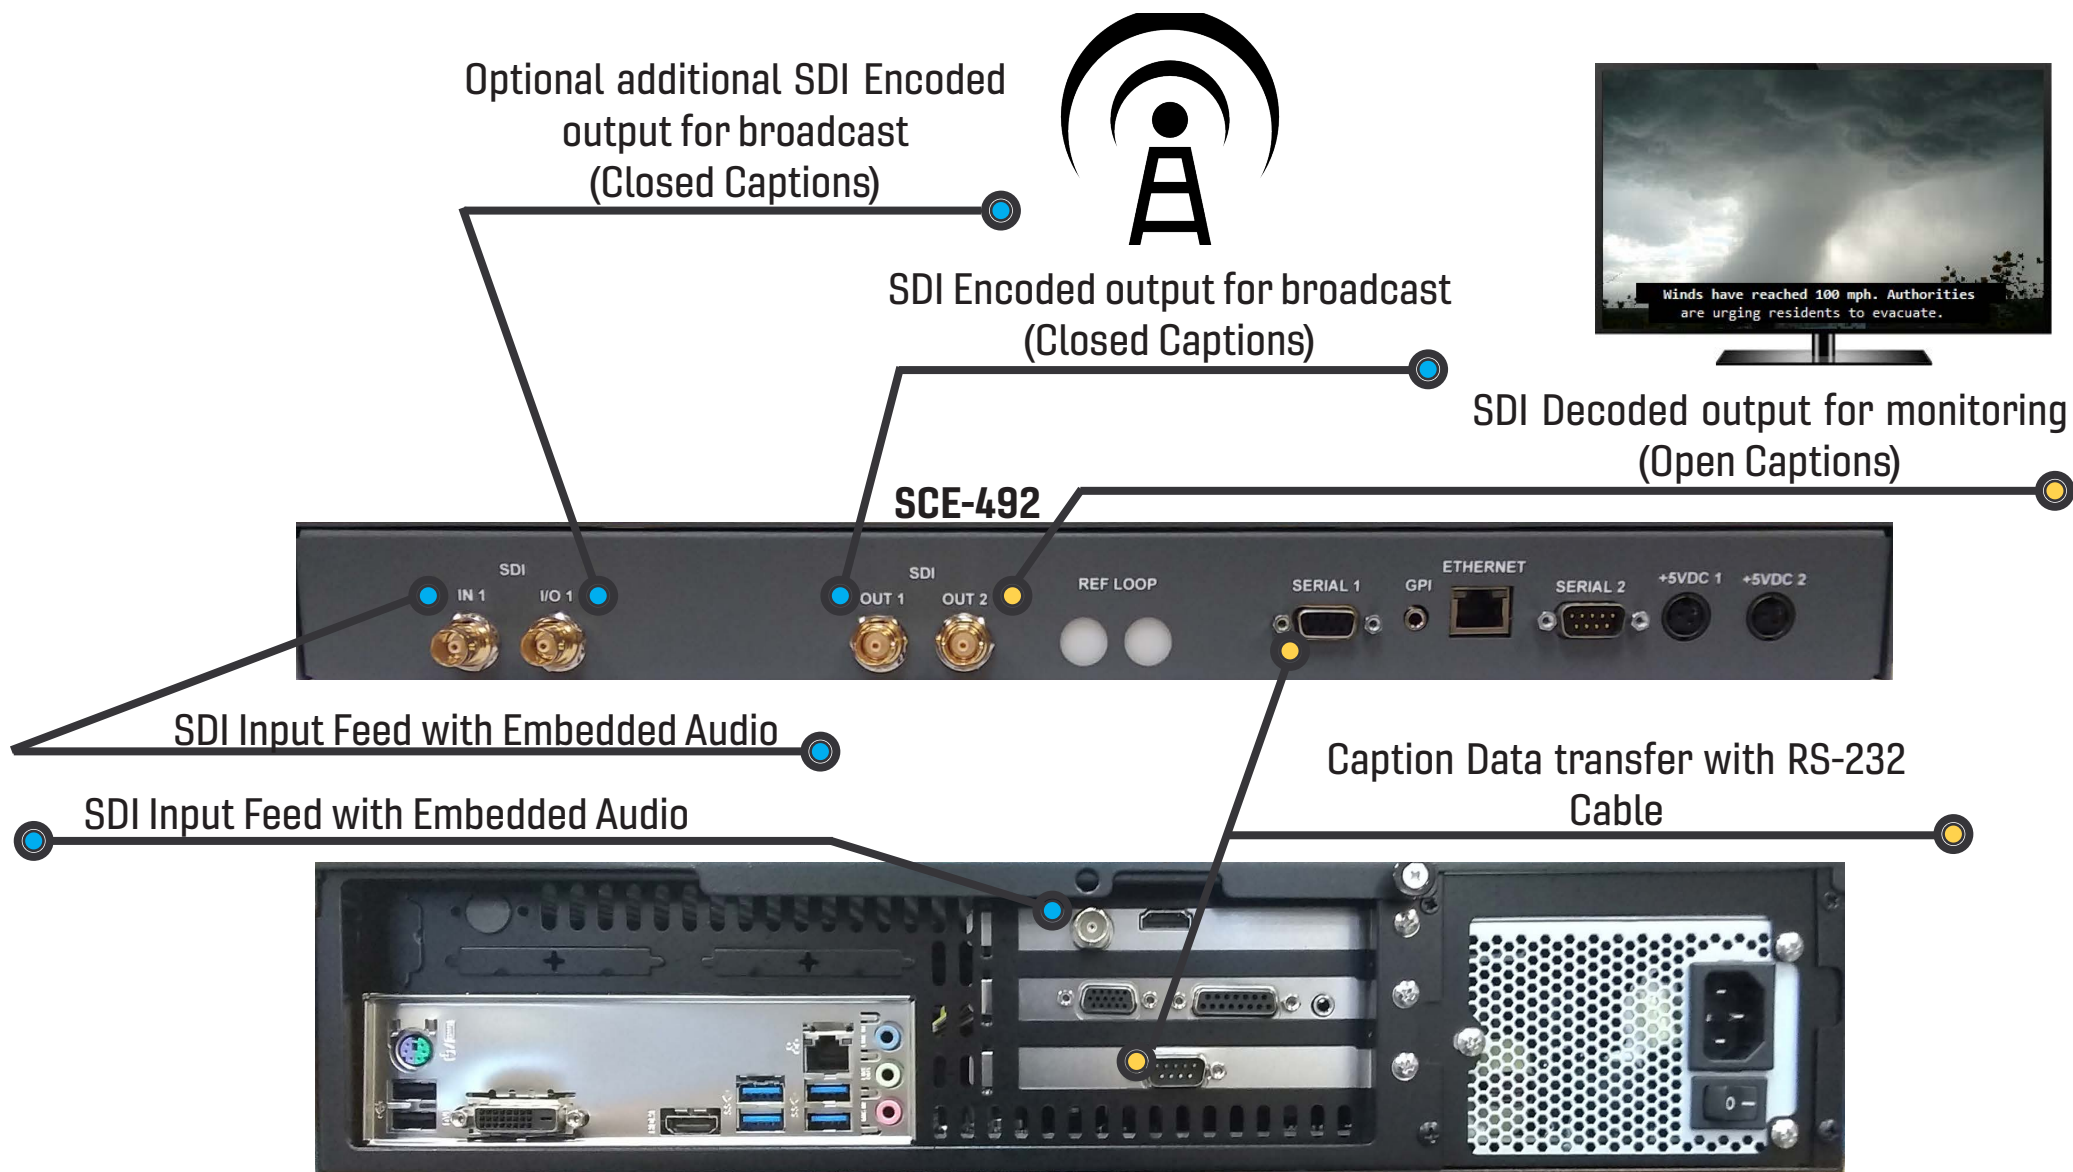 Optional additional SDI Encoded
output for broadcast
(Closed Captions)
SDI Encoded output for broadcast
(Closed Captions)
Winds have reached 100 mph. Authorities
are urging residents to evacuate.
SDI Decoded output for monitoring
(Open Captions)
SCE-492
SDI
IN 1
I/O 1
SDI
OUT 1
OUT 2
REF LOOP
SERIAL 1
GPI
ETHERNET
SERIAL 2
+5VDC 1
+5VDC 2
SDI Input Feed with Embedded Audio
Caption Data transfer with RS-232
Cable
SDI Input Feed with Embedded Audio